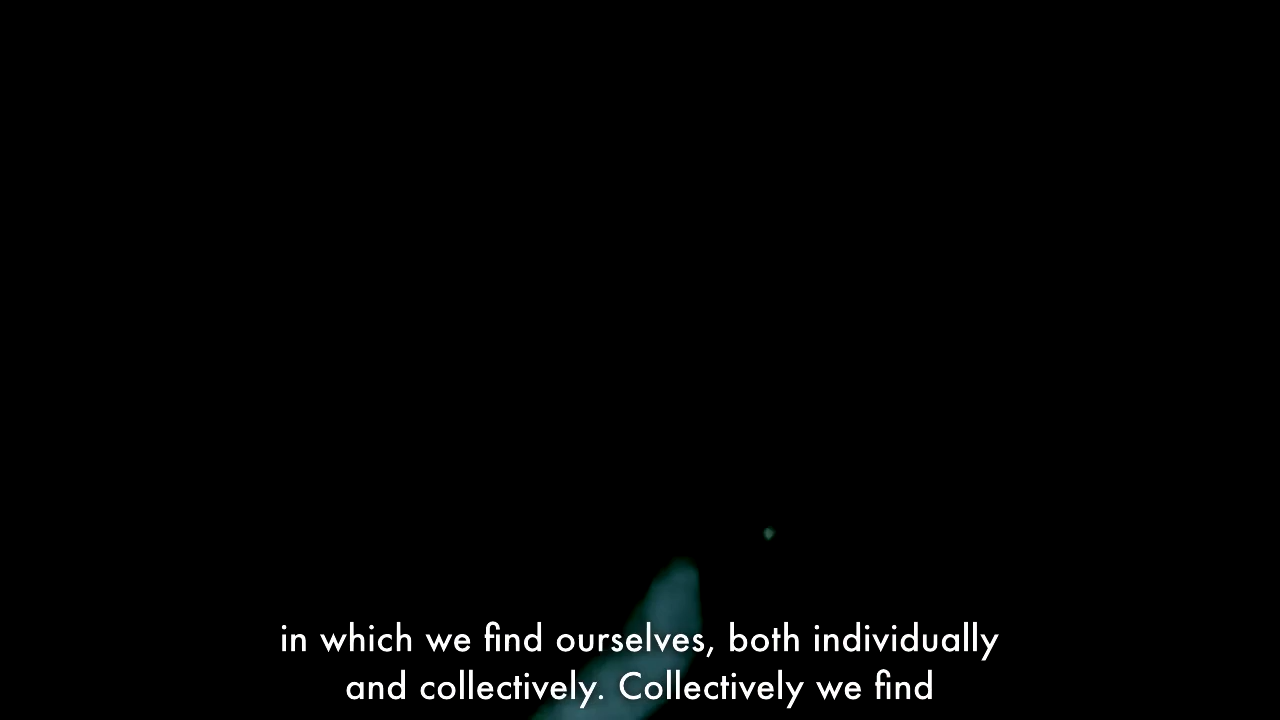 in which we find ourselves, both individually
and collectively. Collectively we find